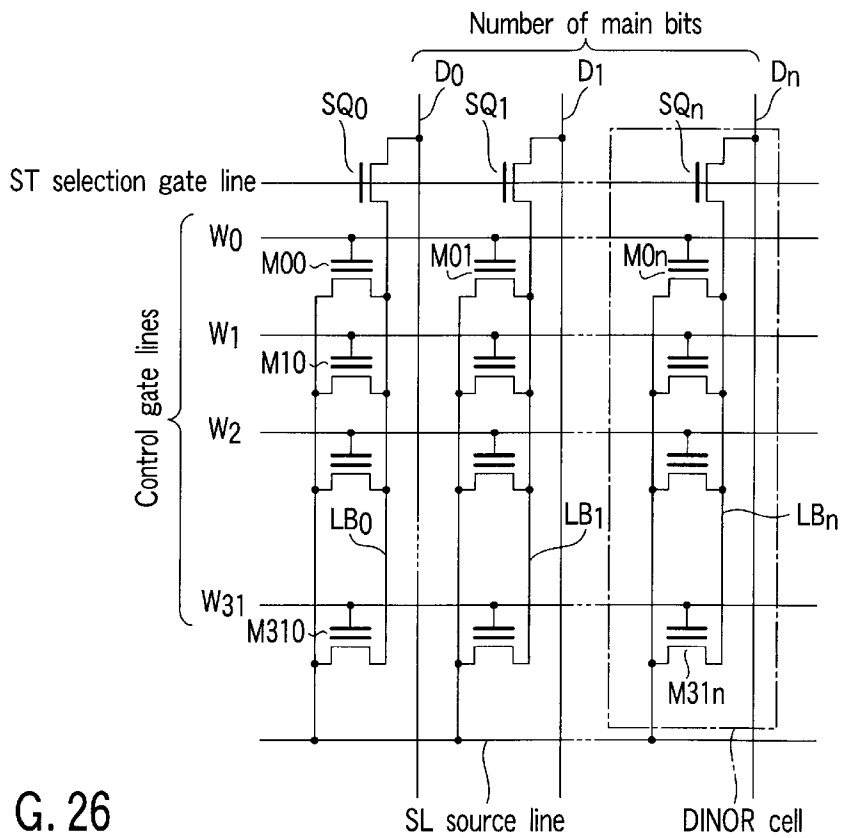 Number of main bits
D0 D1 Dn
SQ0 SQ1 SQn
ST selection gate line
W0
M00 M01 M0n
W1
M10
Control gate lines
W2
LB0 LB1 LBn
W31
M310
M31n
G. 26
SL source line
DINOR cell